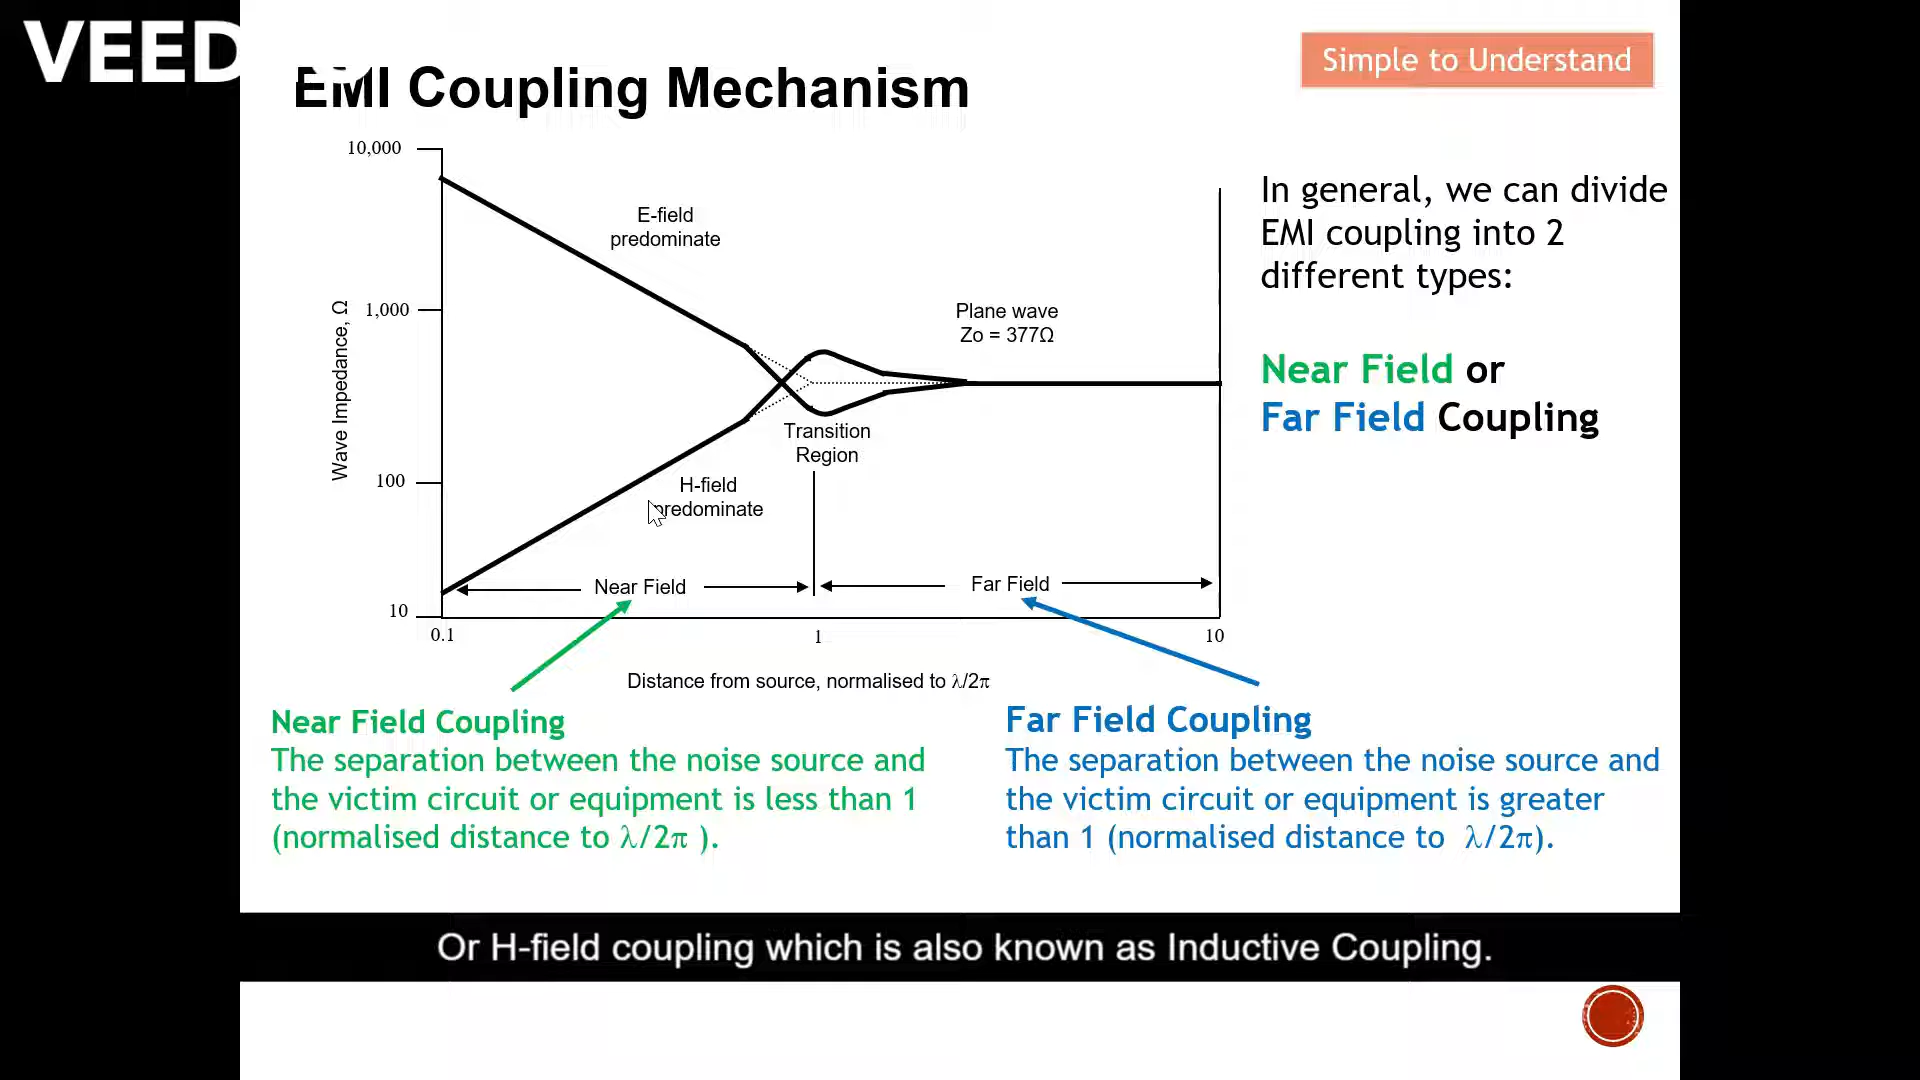 VEED
EMI Coupling Mechanism
Simple to Understand
10,000
1,000
100
10
Wave Impedance, Ω
E-field
predominate
Plane wave
Zo = 377Ω
Transition
Region
H-field
predominate
Near Field
Far Field
0.1
1
10
Distance from source, normalised to λ/2π
In general, we can divide
EMI coupling into 2
different types:
Near Field or
Far Field Coupling
Near Field Coupling
The separation between the noise source and
the victim circuit or equipment is less than 1
(normalised distance to λ/2π ).
Far Field Coupling
The separation between the noise source and
the victim circuit or equipment is greater
than 1 (normalised distance to λ/2π).
Or H-field coupling which is also known as Inductive Coupling.